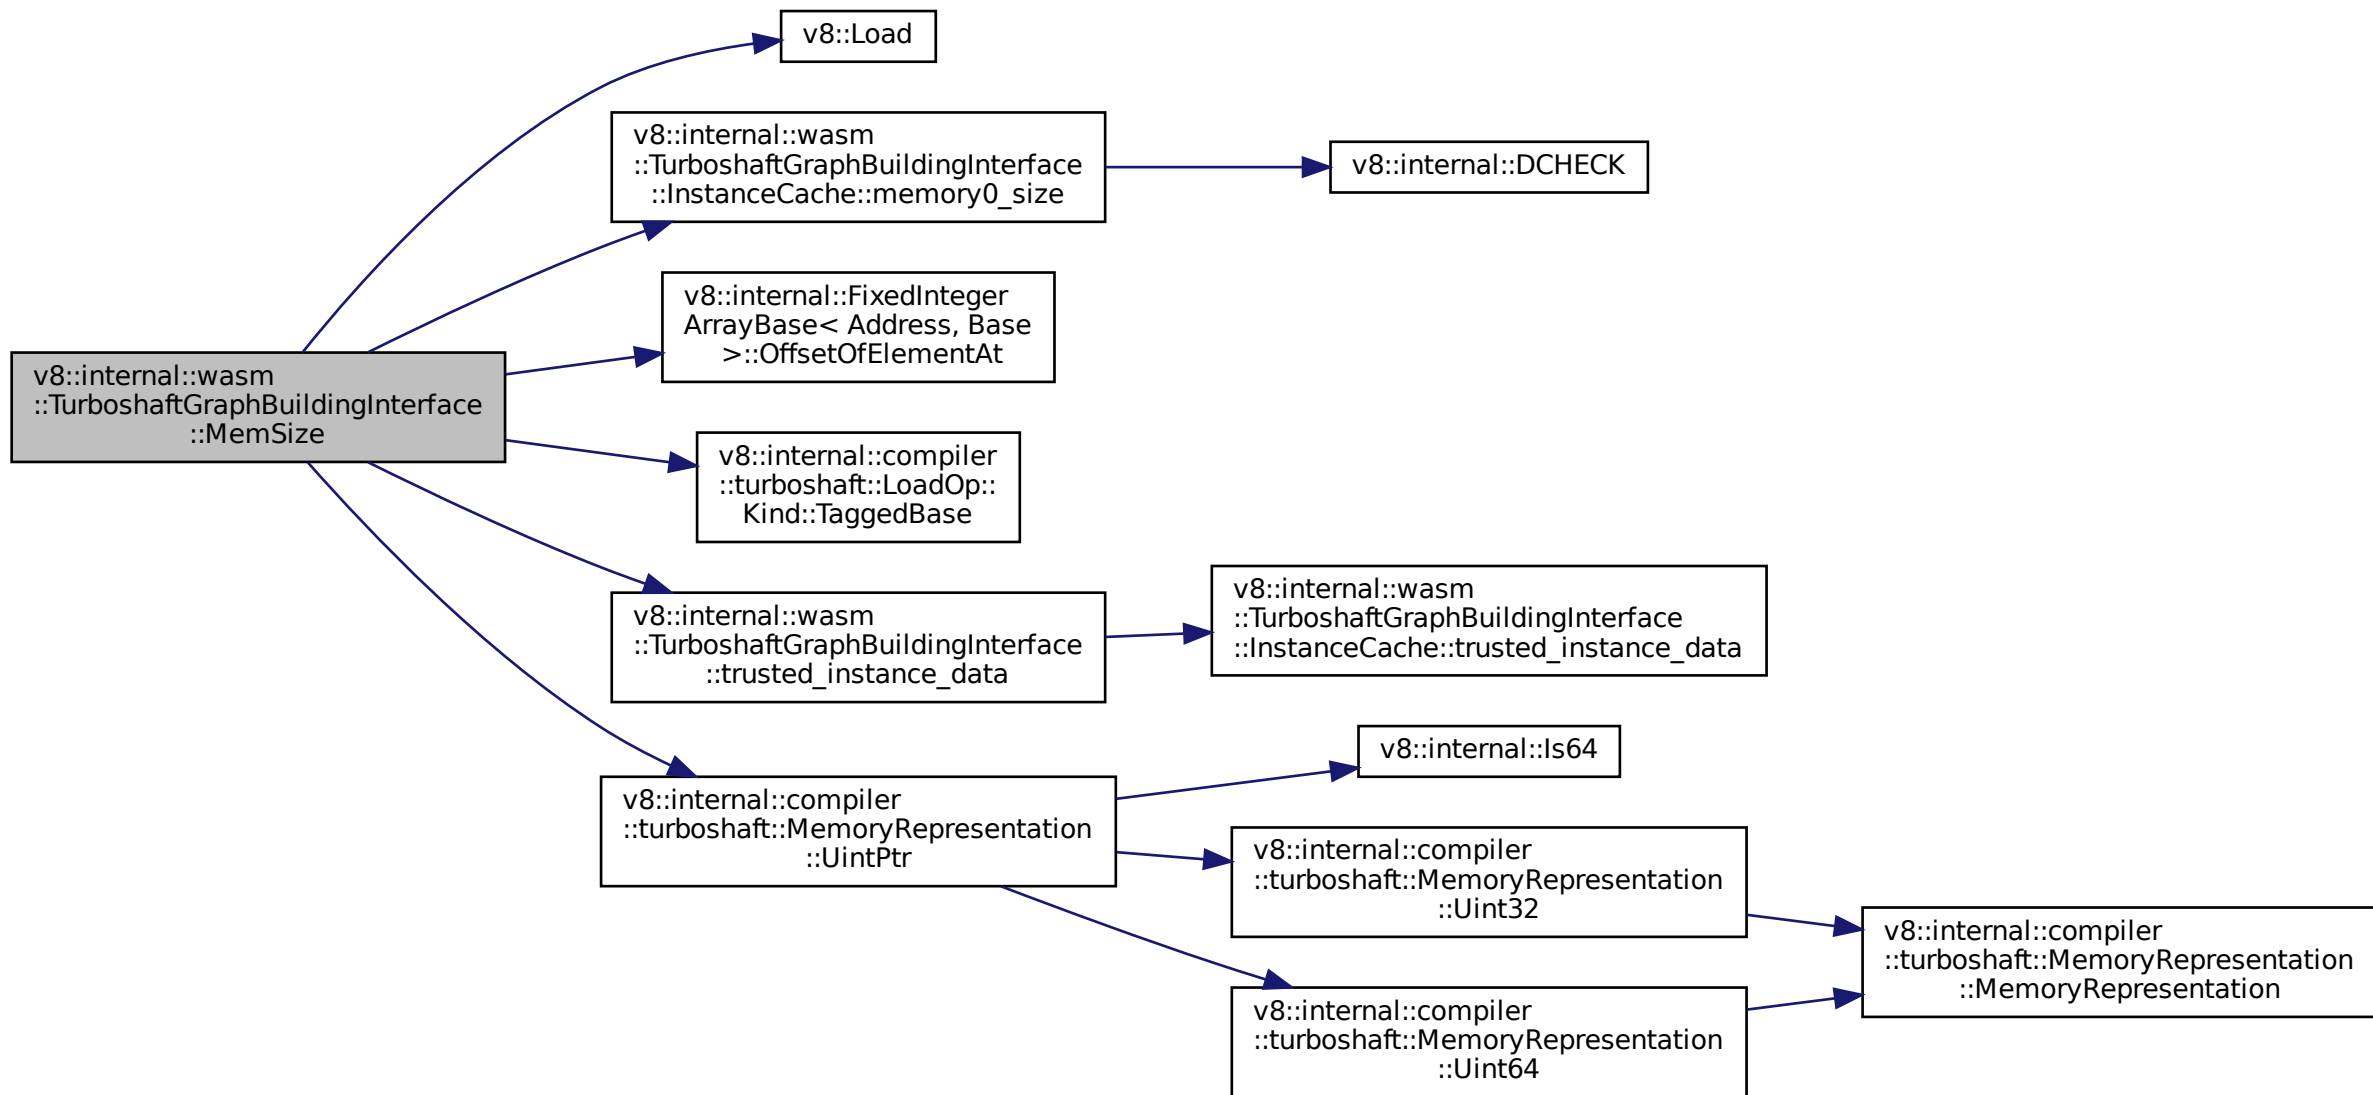 v8::Load
v8::internal::wasm
::TurboshaftGraphBuildingInterface
::InstanceCache::memory0_size
v8::internal::DCHECK
v8::internal::FixedInteger
ArrayBase< Address, Base
>::OffsetOfElementAt
v8::internal::wasm
::TurboshaftGraphBuildingInterface
::MemSize
v8::internal::compiler
::turboshaft::LoadOp::
Kind::TaggedBase
v8::internal::wasm
::TurboshaftGraphBuildingInterface
::trusted_instance_data
v8::internal::wasm
::TurboshaftGraphBuildingInterface
::InstanceCache::trusted_instance_data
v8::internal::compiler
::turboshaft::MemoryRepresentation
::UintPtr
v8::internal::Is64
v8::internal::compiler
::turboshaft::MemoryRepresentation
::Uint32
v8::internal::compiler
::turboshaft::MemoryRepresentation
::MemoryRepresentation
v8::internal::compiler
::turboshaft::MemoryRepresentation
::Uint64